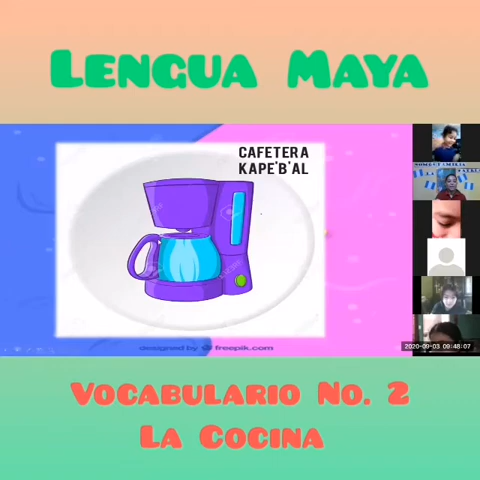 LENGUA MAYA
CAFETERA
KAPE'B'AL
designed by freepik.com
2020-09-03 09:48:07
VOCABULARIO No. 2
LA COCINA